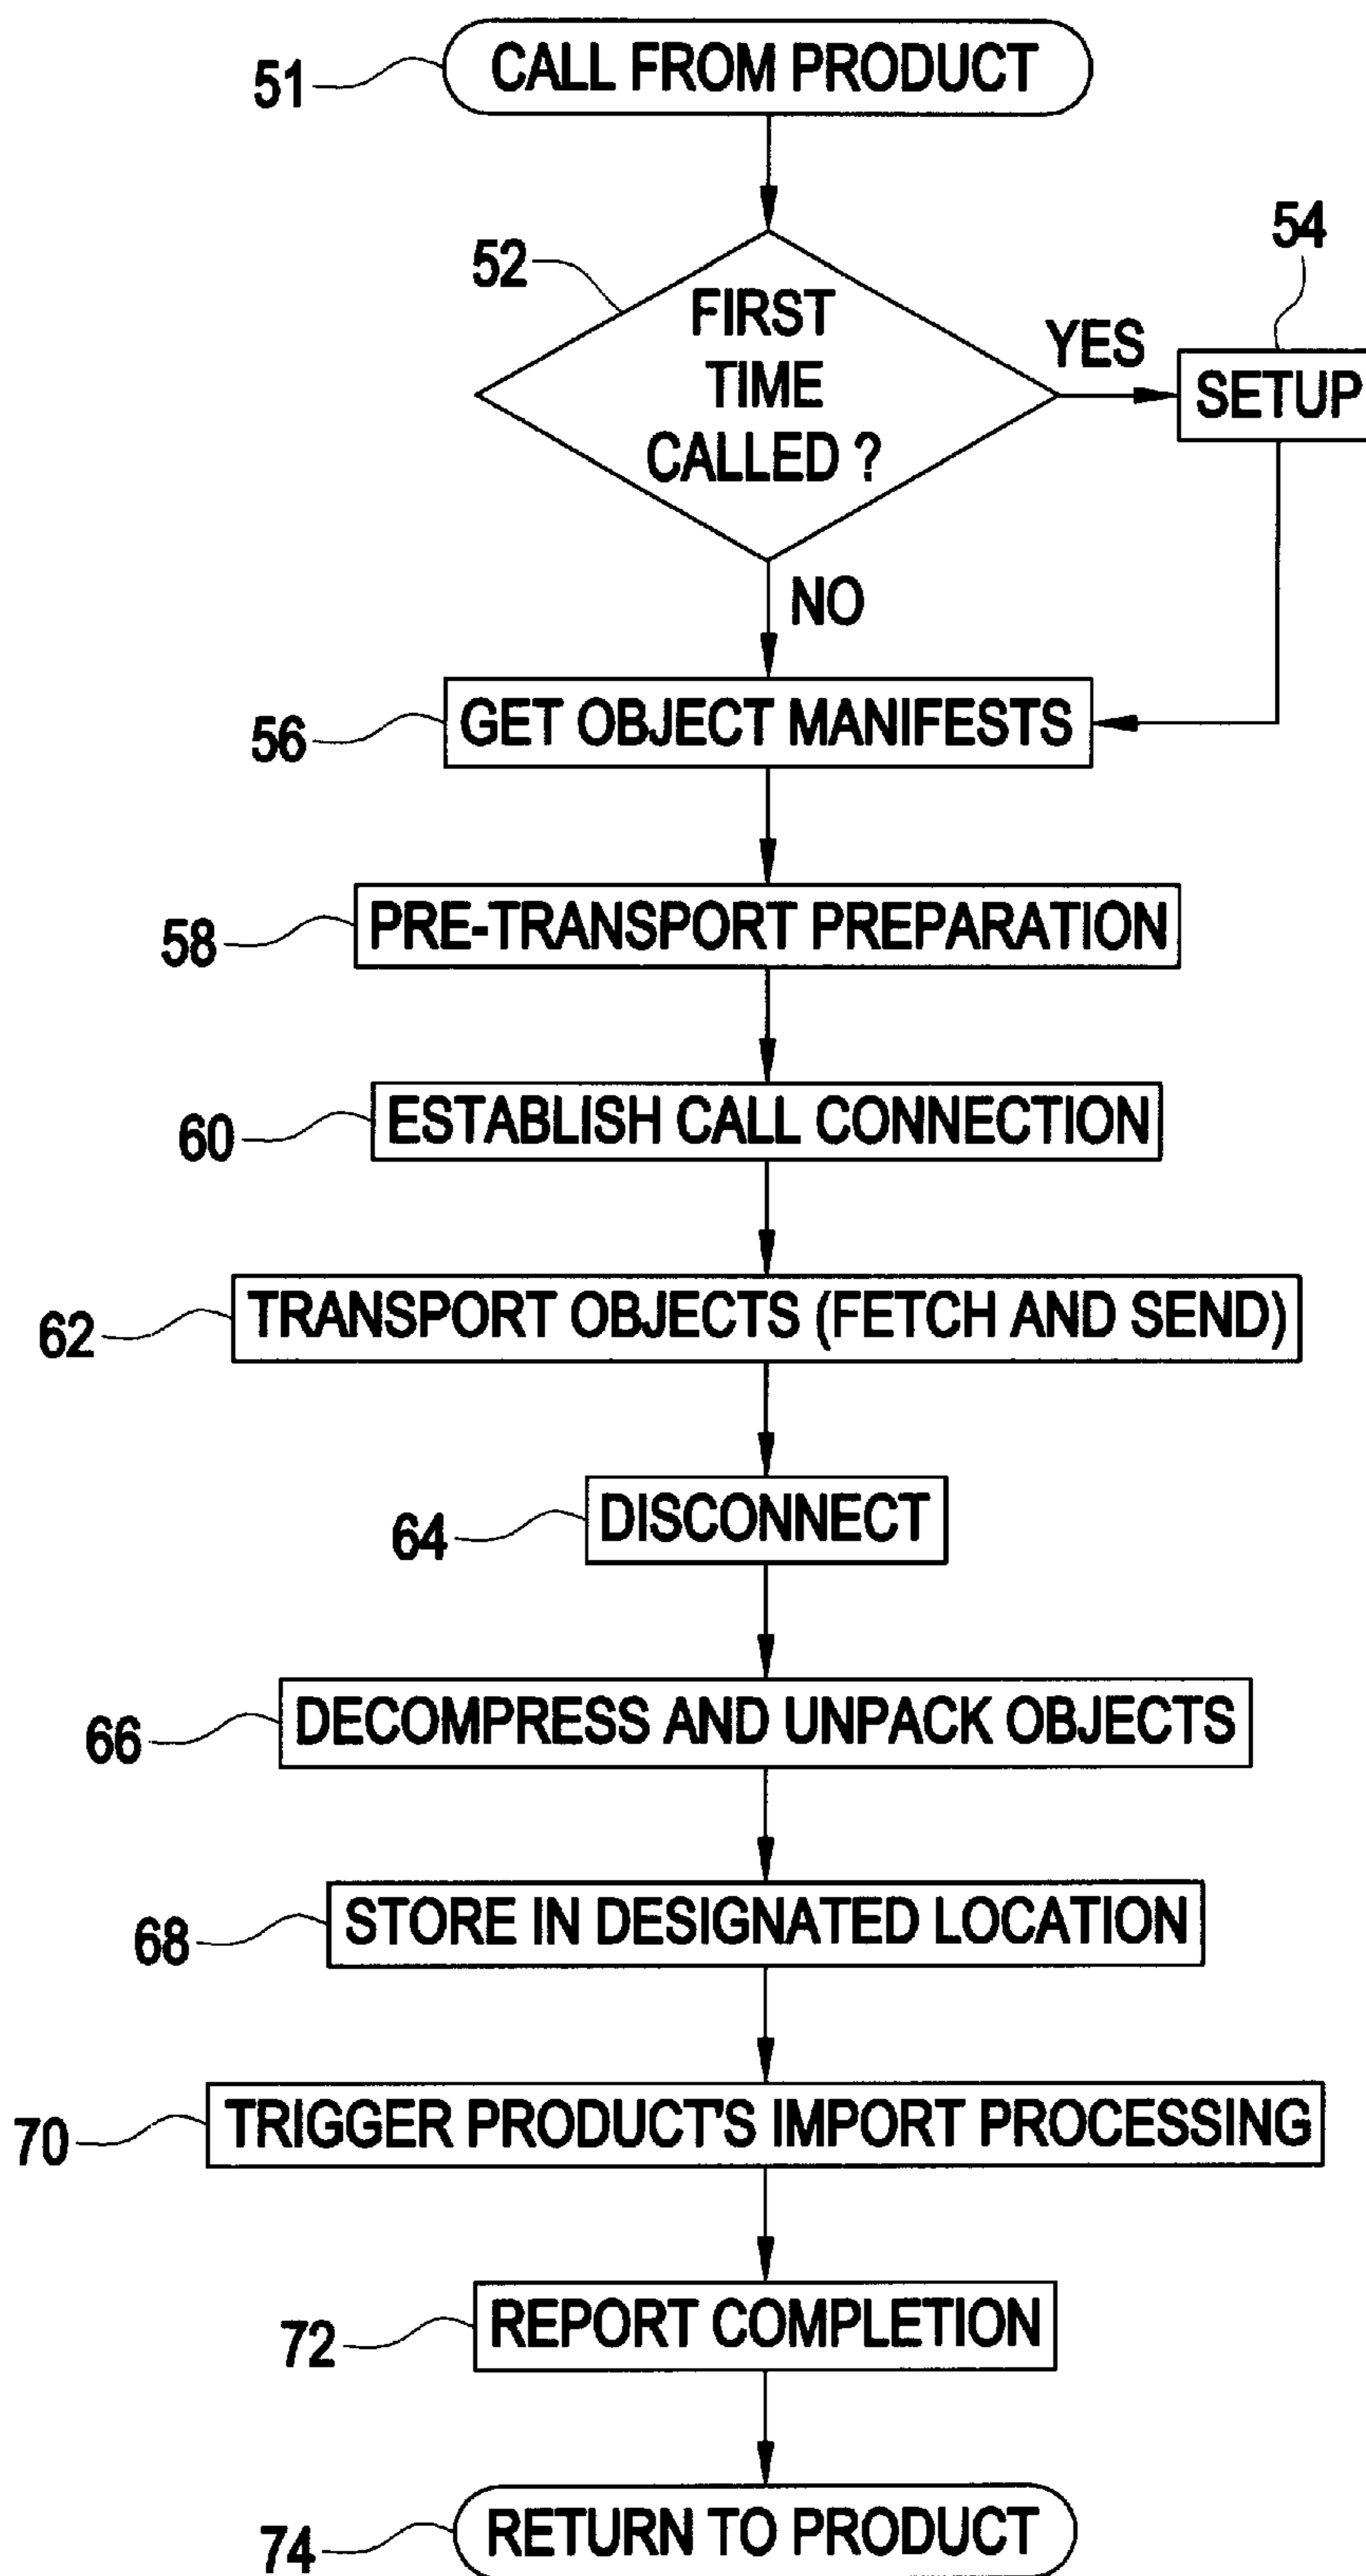 51
CALL FROM PRODUCT
52
FIRST
TIME
CALLED ?
YES
54
SETUP
NO
56
GET OBJECT MANIFESTS
58
PRE-TRANSPORT PREPARATION
60
ESTABLISH CALL CONNECTION
62
TRANSPORT OBJECTS (FETCH AND SEND)
64
DISCONNECT
66
DECOMPRESS AND UNPACK OBJECTS
68
STORE IN DESIGNATED LOCATION
70
TRIGGER PRODUCT'S IMPORT PROCESSING
72
REPORT COMPLETION
74
RETURN TO PRODUCT